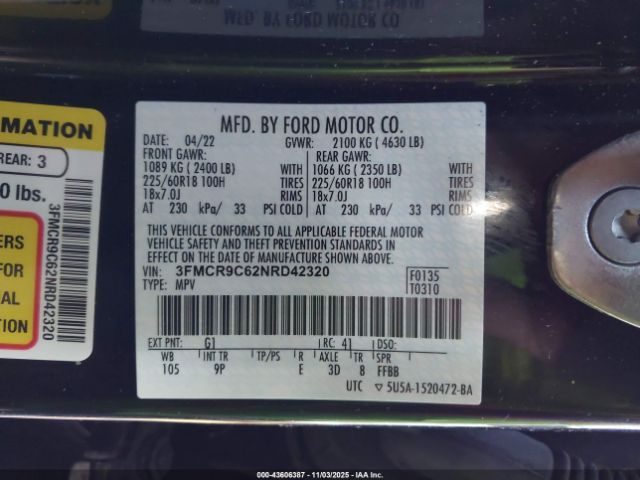 MFD. BY FORD MOTOR CO.
DATE: 04/22 GVWR: 2100 KG ( 4630 LB)
FRONT GAWR: REAR GAWR:
1089 KG ( 2400 LB) WITH 1066 KG ( 2350 LB) WITH
225/60R18 100H TIRES 225/60R18 100H TIRES
18x7.0J RIMS 18x7.0J RIMS
AT 230 kPa/ 33 PSI COLD AT 230 kPa/ 33 PSI COLD
THIS VEHICLE CONFORMS TO ALL APPLICABLE FEDERAL MOTOR
VEHICLE SAFETY AND THEFT PREVENTION STANDARDS IN
EFFECT ON THE DATE OF MANUFACTURE SHOWN ABOVE.
VIN: 3FMCR9C62NRD42320 F0135
TYPE: MPV T0310
EXT PNT: G1 RC: 41 DSO:
WB INT TR TP/PS R AXLE TR SPR
105 9P E 3D 8 FFBB
UTC ▽ 5U5A-1520472-BA
MATION
REAR: 3
0 lbs.
ERS
FOR
AL
3FMCR9C62NRD42320
00 - 43606387 - 11/03/2025 - IAAI.com